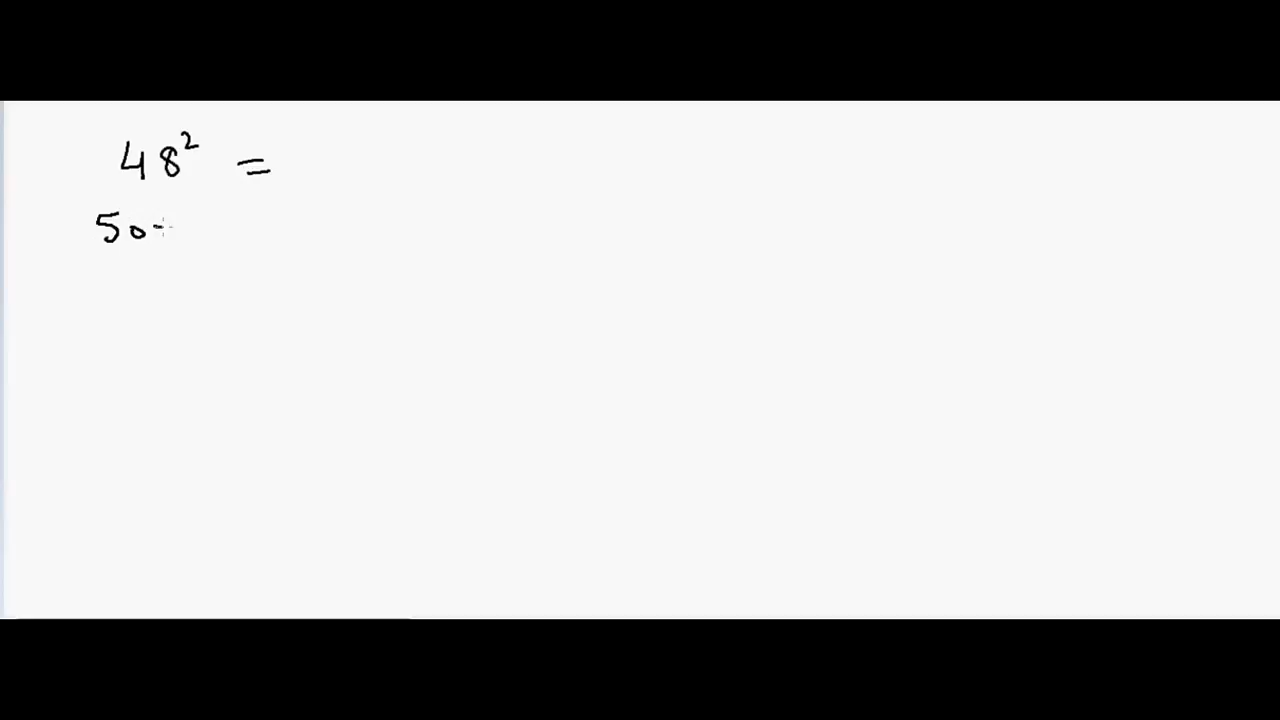 48² =
50-